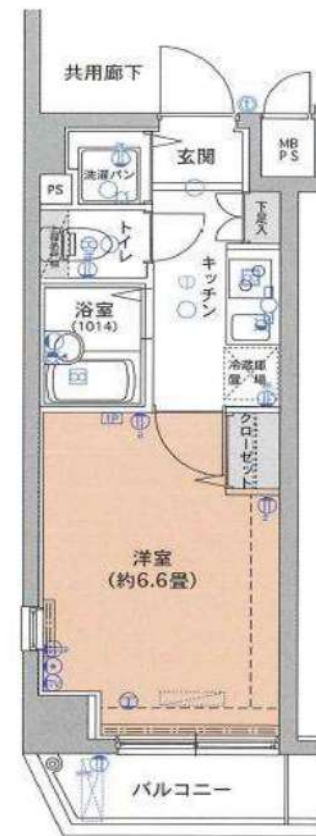 共用廊下
玄関
MB
PS
洗濯パン
PS
下足入
トイレ
キッチン
浴室
(1014)
冷蔵庫
置場
クローゼット
洋室
(約6.6畳)
バルコニー